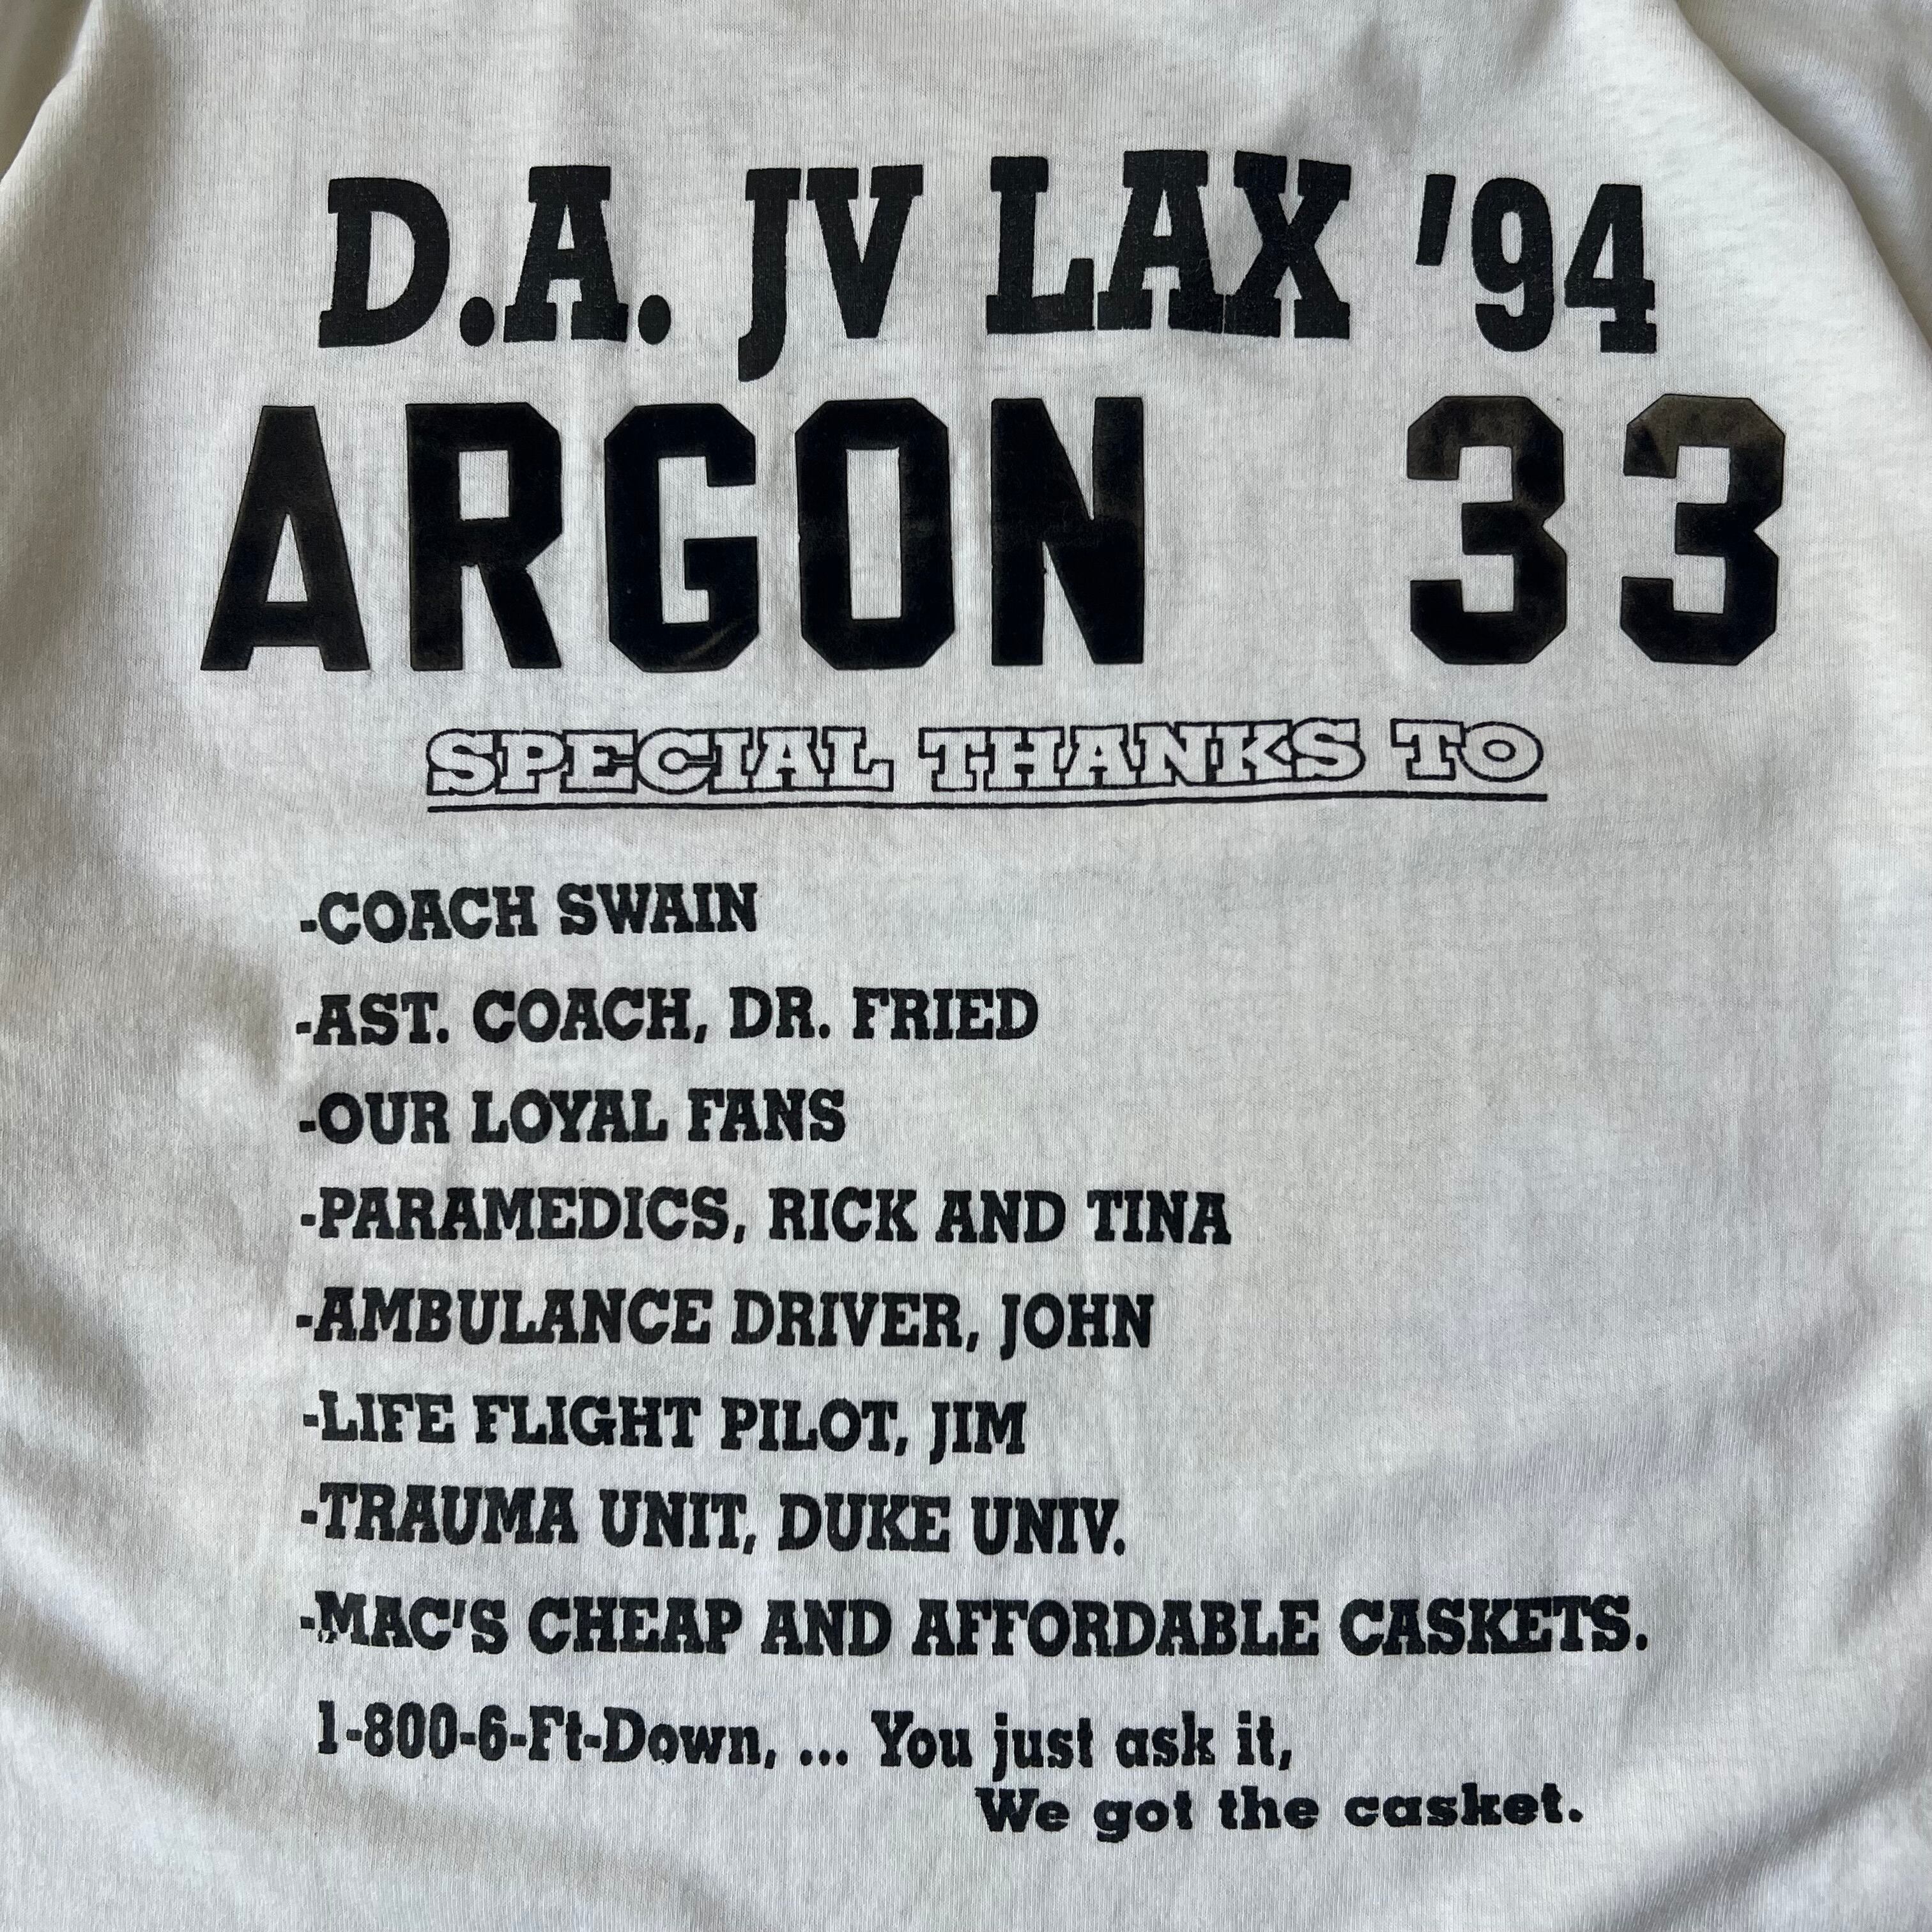 D.A. JV LAX '94
ARGON 33
SPECIAL THANKS TO
-COACH SWAIN
-AST. COACH, DR. FRIED
-OUR LOYAL FANS
-PARAMEDICS, RICK AND TINA
-AMBULANCE DRIVER, JOHN
-LIFE FLIGHT PILOT, JIM
-TRAUMA UNIT, DUKE UNIV.
-MAC'S CHEAP AND AFFORDABLE CASKETS.
1-800-6-Ft-Down, ... You just ask it,
We got the casket.